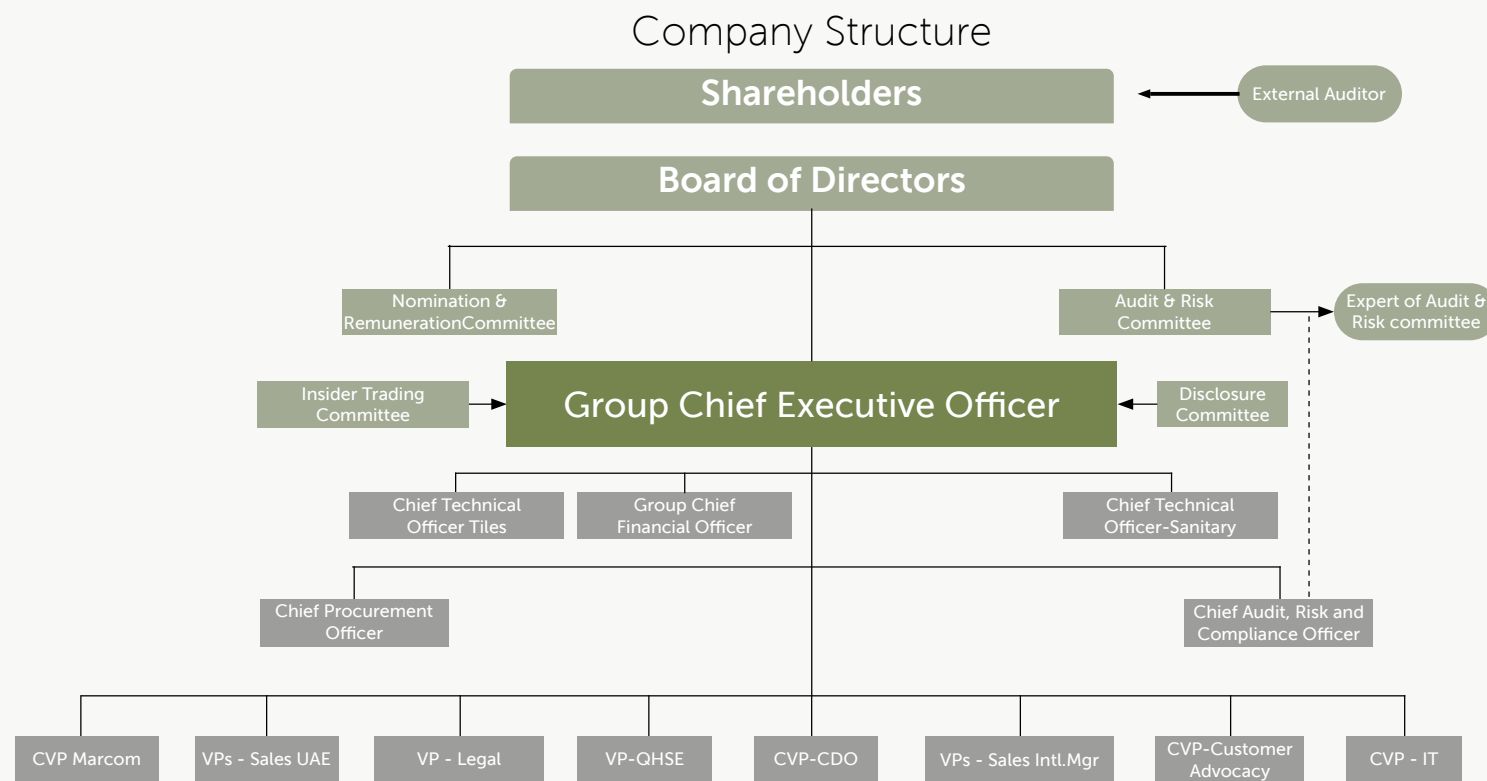 Company Structure
Shareholders
External Auditor
Board of Directors
Nomination &
RemunerationCommittee
Audit & Risk
Committee
Expert of Audit &
Risk committee
Insider Trading
Committee
Group Chief Executive Officer
Disclosure
Committee
Chief Technical
Officer Tiles
Group Chief
Financial Officer
Chief Technical
Officer-Sanitary
Chief Procurement
Officer
Chief Audit, Risk and
Compliance Officer
CVP Marcom
VPs - Sales UAE
VP - Legal
VP-QHSE
CVP-CDO
VPs - Sales Intl.Mgr
CVP-Customer
Advocacy
CVP - IT